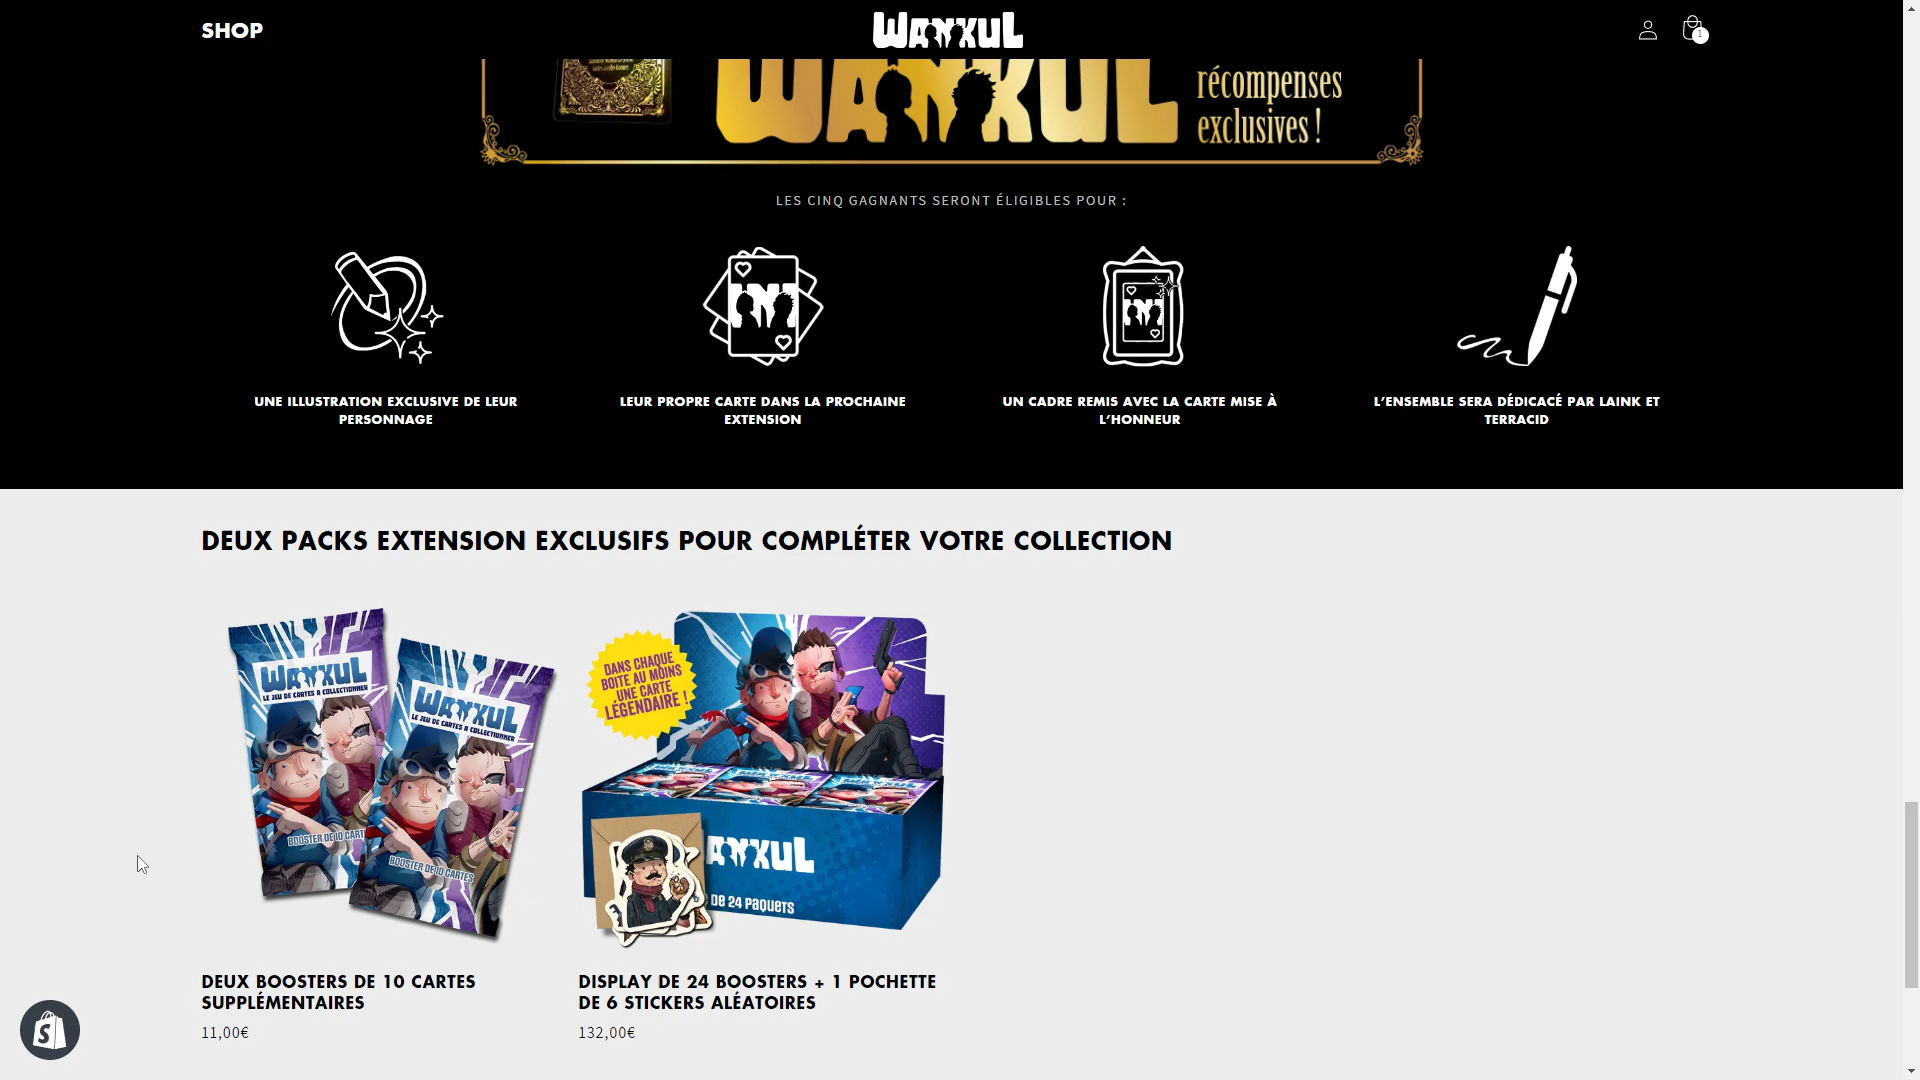 SHOP
WANKUL
1
WANKUL
récompenses
exclusives !
LES CINQ GAGNANTS SERONT ÉLIGIBLES POUR :
UNE ILLUSTRATION EXCLUSIVE DE LEUR
PERSONNAGE
LEUR PROPRE CARTE DANS LA PROCHAINE
EXTENSION
UN CADRE REMIS AVEC LA CARTE MISE À
L’HONNEUR
L’ENSEMBLE SERA DÉDICACÉ PAR LAINK ET
TERRACID
DEUX PACKS EXTENSION EXCLUSIFS POUR COMPLÉTER VOTRE COLLECTION
WANKUL
LE JEU DE CARTES A COLLECTIONNER
BOOSTER DE 10 CART
WANKUL
LE JEU DE CARTES A COLLECTIONNER
BOOSTER DE 10 CARTES
DANS CHAQUE
BOITE AU MOINS
UNE CARTE
LÉGENDAIRE !
ANKUL
DE 24 PAQUETS
DEUX BOOSTERS DE 10 CARTES
SUPPLÉMENTAIRES
11,00€
DISPLAY DE 24 BOOSTERS + 1 POCHETTE
DE 6 STICKERS ALÉATOIRES
132,00€